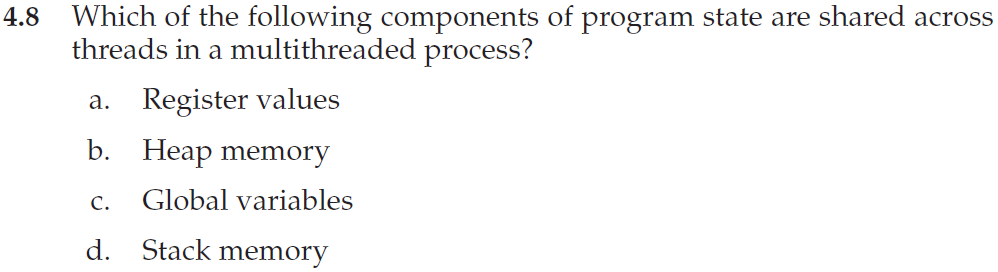 4.8 Which of the following components of program state are shared across
threads in a multithreaded process?
a. Register values
b. Heap memory
c. Global variables
d. Stack memory